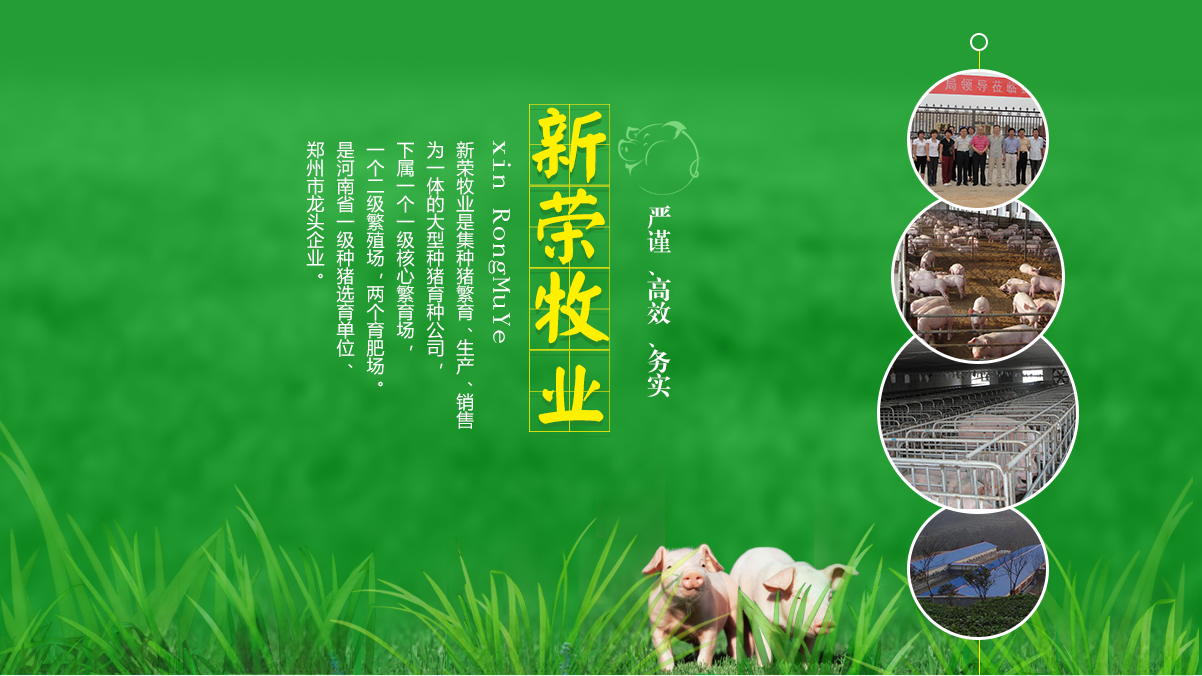 局领导莅临
严谨、高效、务实
新荣牧业
xin RongMuYe
新荣牧业是集种猪繁育、生产、销售
为一体的大型种猪育种公司，
下属一个一级核心繁育场，
一个二级繁殖场，两个育肥场。
是河南省一级种猪选育单位、
郑州市龙头企业。